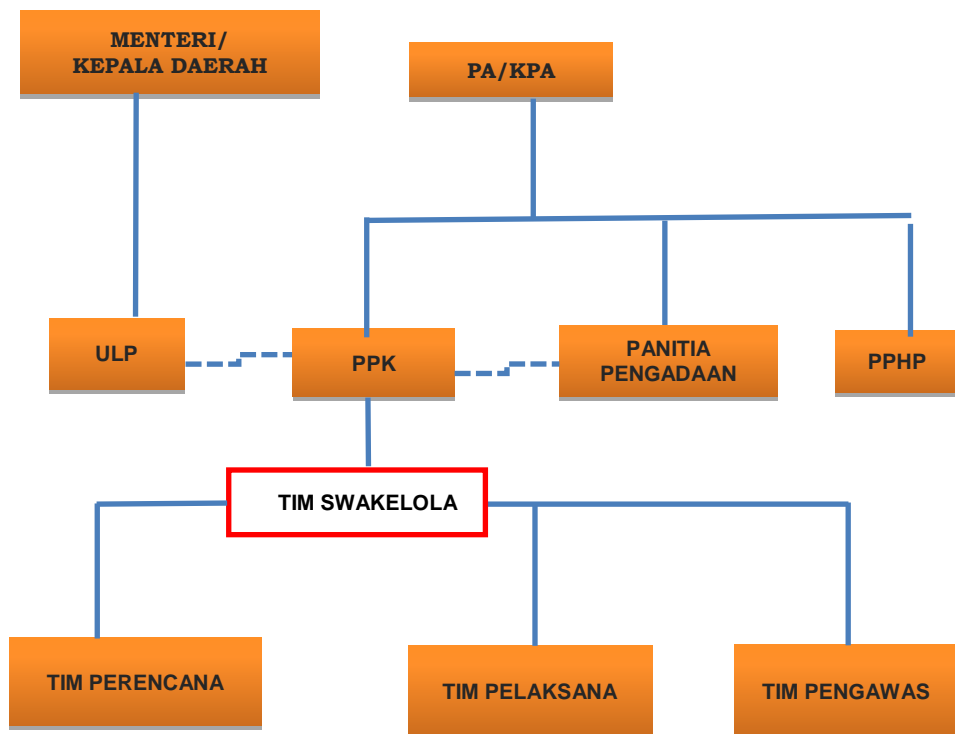 MENTERI/
KEPALA DAERAH
PA/KPA
ULP
PPK
PANITIA
PENGADAAN
PPHP
TIM SWAKELOLA
TIM PERENCANA
TIM PELAKSANA
TIM PENGAWAS